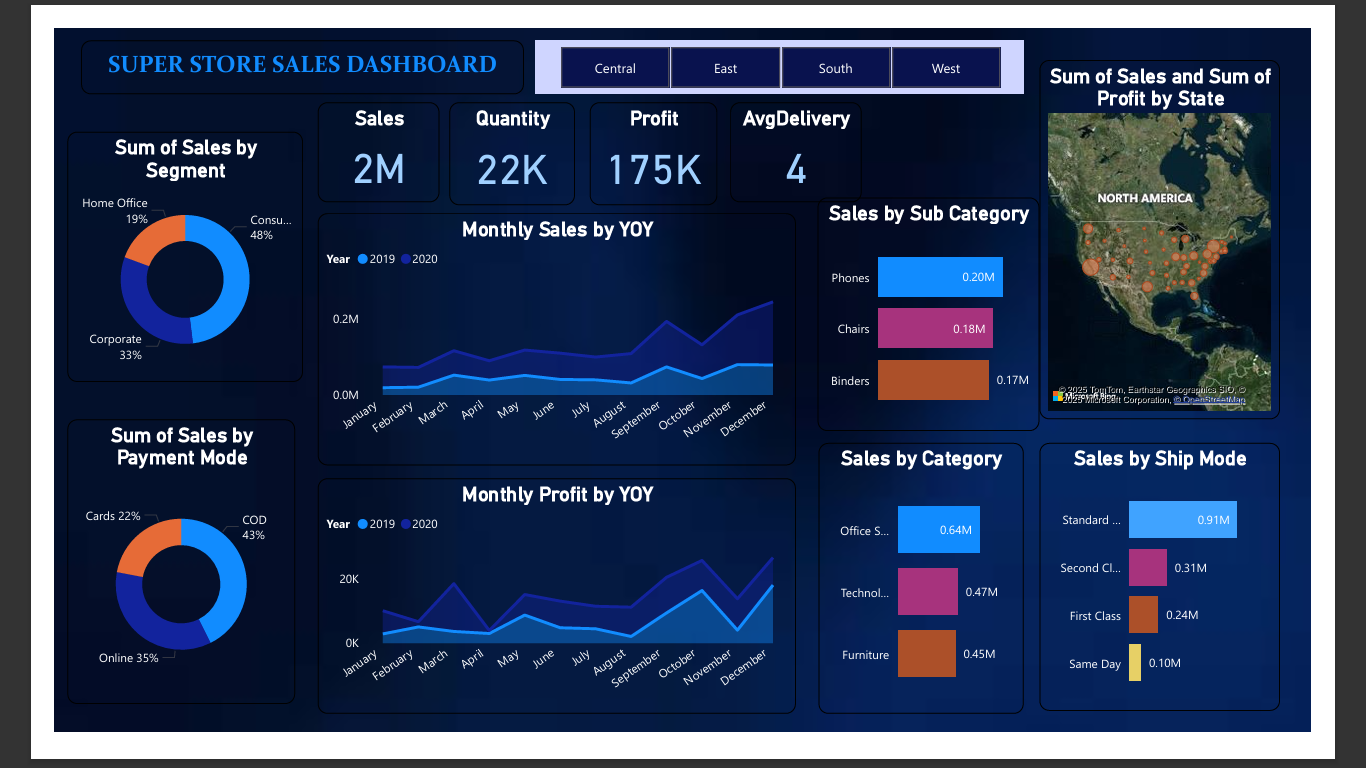 SUPER STORE SALES DASHBOARD
Central
East
South
West
Sales
2M
Quantity
22K
Profit
175K
AvgDelivery
4
Sum of Sales by
Segment
Home Office
19%
Consu...
48%
Corporate
33%
Sum of Sales by
Payment Mode
Cards 22%
COD
43%
Online 35%
Monthly Sales by YOY
Year 2019 2020
0.2M
0.0M
January
February
March
April
May
June
July
August
September
October
November
December
Monthly Profit by YOY
Year 2019 2020
20K
0K
January
February
March
April
May
June
July
August
September
October
November
December
Sales by Sub Category
Phones 0.20M
Chairs 0.18M
Binders 0.17M
Sales by Category
Office S... 0.64M
Technol... 0.47M
Furniture 0.45M
Sum of Sales and Sum of
Profit by State
NORTH AMERICA
© 2025 TomTom, Earthstar Geographics SIO, ©
2025 Microsoft Corporation, © OpenStreetMap
Sales by Ship Mode
Standard ... 0.91M
Second Cl... 0.31M
First Class 0.24M
Same Day 0.10M